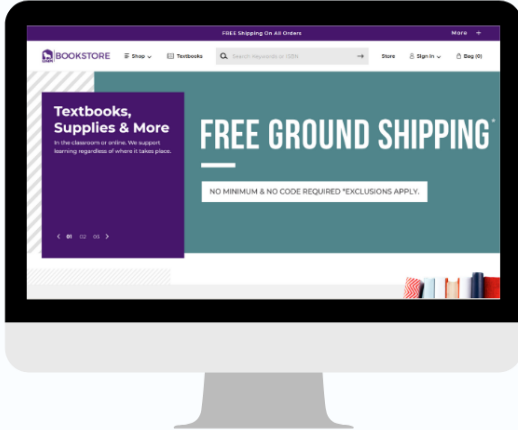 FREE Shipping On All Orders
More +
BOOKSTORE
Shop
Textbooks
Search Keywords or ISBN
Store
Sign In
Bag (0)
Textbooks,
Supplies & More
In the classroom or online. We support
learning regardless of where it takes place.
FREE GROUND SHIPPING*
NO MINIMUM & NO CODE REQUIRED *EXCLUSIONS APPLY.
< 01 02 03 >